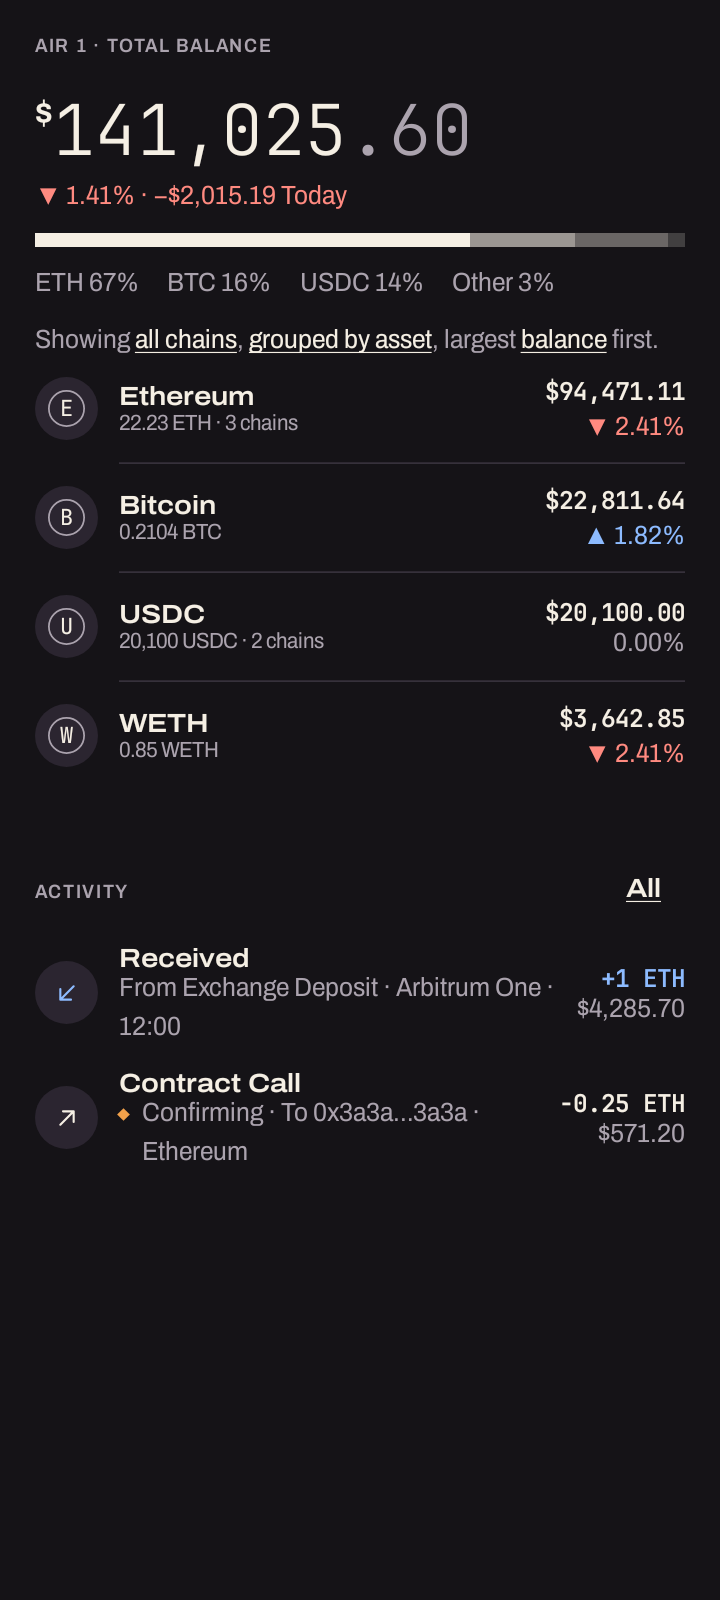 AIR 1 · TOTAL BALANCE
$141,025.60
▼ 1.41% · −$2,015.19 Today
ETH 67% BTC 16% USDC 14% Other 3%
Showing all chains, grouped by asset, largest balance first.
E Ethereum $94,471.11
22.23 ETH · 3 chains ▼ 2.41%
B Bitcoin $22,811.64
0.2104 BTC ▲ 1.82%
U USDC $20,100.00
20,100 USDC · 2 chains 0.00%
W WETH $3,642.85
0.85 WETH ▼ 2.41%
ACTIVITY All
Received
From Exchange Deposit · Arbitrum One · +1 ETH
12:00 $4,285.70
Contract Call
Confirming · To 0x3a3a...3a3a · -0.25 ETH
Ethereum $571.20